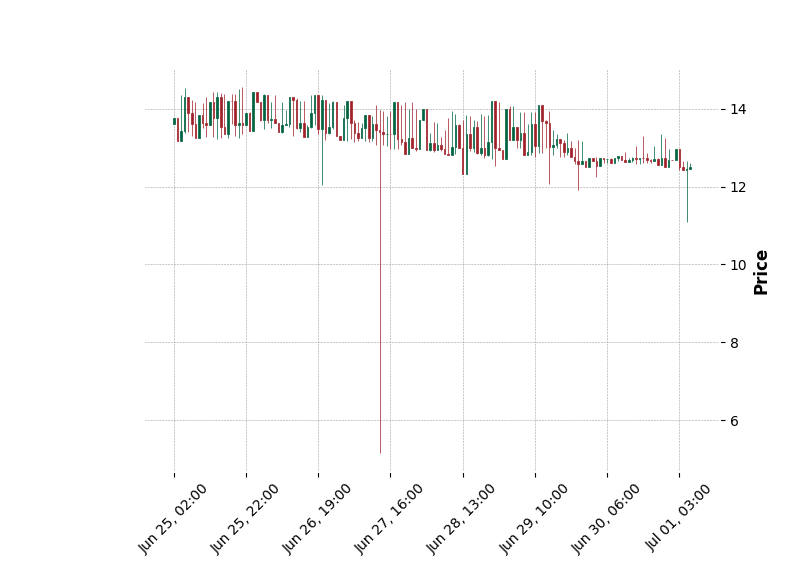 14
12
10
8
6
Price
Jun 25, 02:00
Jun 25, 22:00
Jun 26, 19:00
Jun 27, 16:00
Jun 28, 13:00
Jun 29, 10:00
Jun 30, 06:00
Jul 01, 03:00